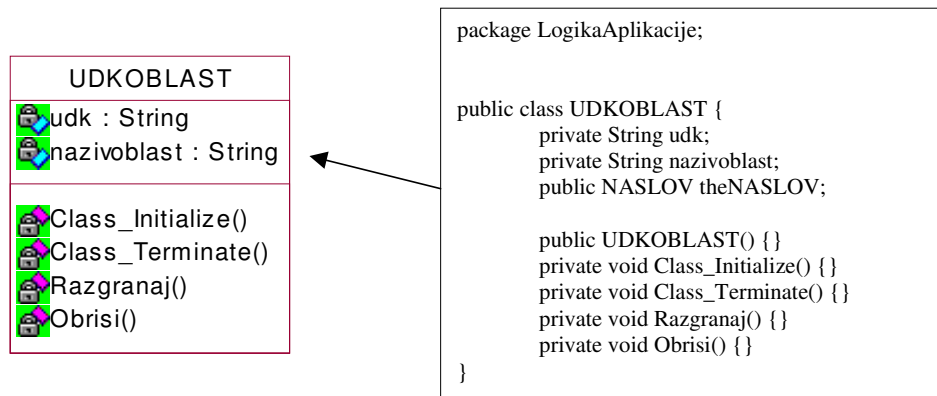 UDKOBLAST
udk : String
nazivoblast : String
Class_Initialize()
Class_Terminate()
Razgranaj()
Obrisi()
package LogikaAplikacije;
public class UDKOBLAST {
private String udk;
private String nazivoblast;
public NASLOV theNASLOV;
public UDKOBLAST() {}
private void Class_Initialize() {}
private void Class_Terminate() {}
private void Razgranaj() {}
private void Obrisi() {}
}